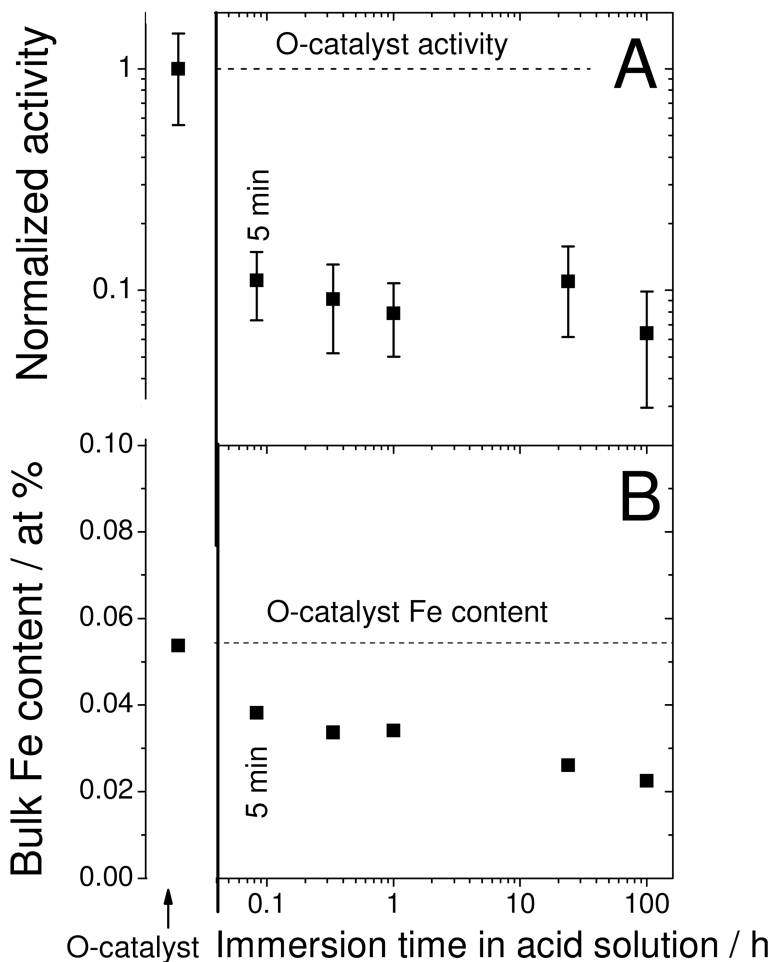 Normalized activity
1
0.1
O-catalyst activity
A
5 min
Bulk Fe content / at %
0.10
0.08
0.06
0.04
0.02
0.00
B
O-catalyst Fe content
5 min
0.1 1 10 100
O-catalyst
Immersion time in acid solution / h